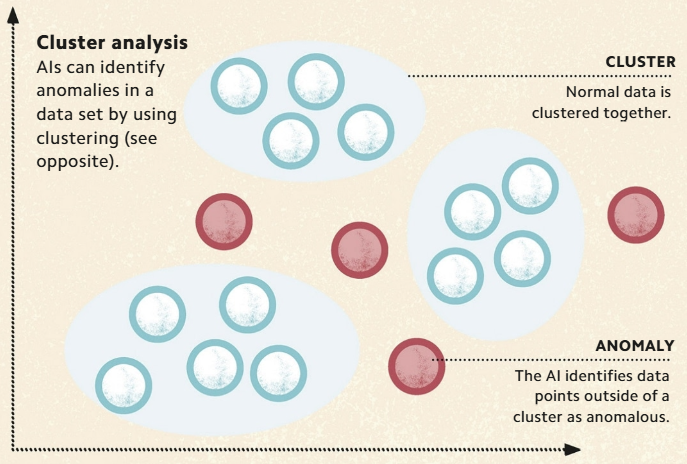 Cluster analysis
AIs can identify
anomalies in a
data set by using
clustering (see
opposite).
CLUSTER
Normal data is
clustered together.
ANOMALY
The AI identifies data
points outside of a
cluster as anomalous.